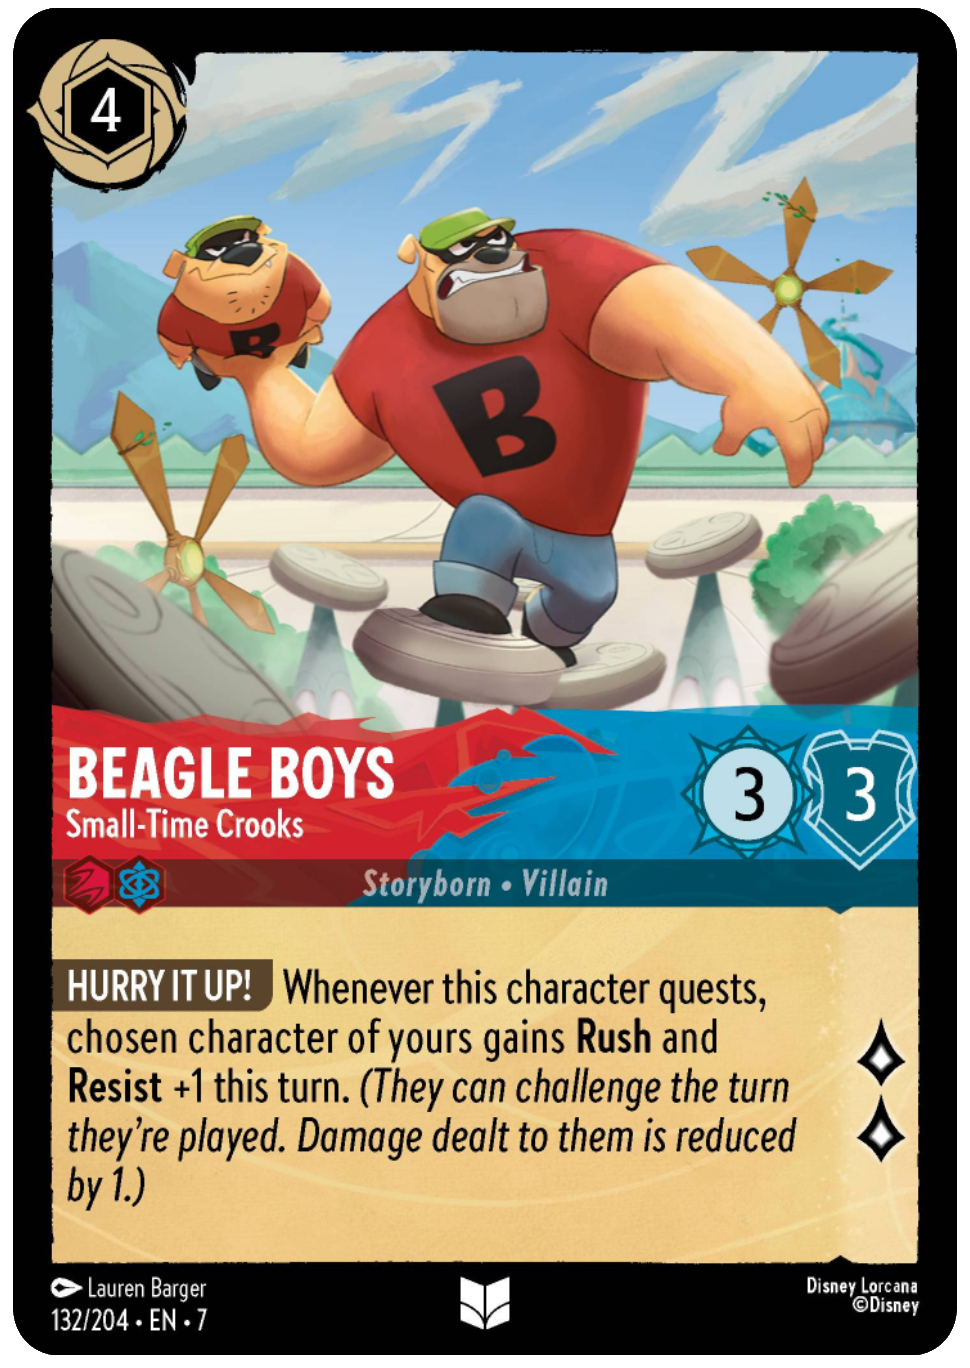 4
B
B
BEAGLE BOYS
Small-Time Crooks
3
3
Storyborn • Villain
HURRY IT UP! Whenever this character quests,
chosen character of yours gains Rush and
Resist +1 this turn. (They can challenge the turn
they're played. Damage dealt to them is reduced
by 1.)
Lauren Barger
132/204 • EN • 7
Disney Lorcana
©Disney